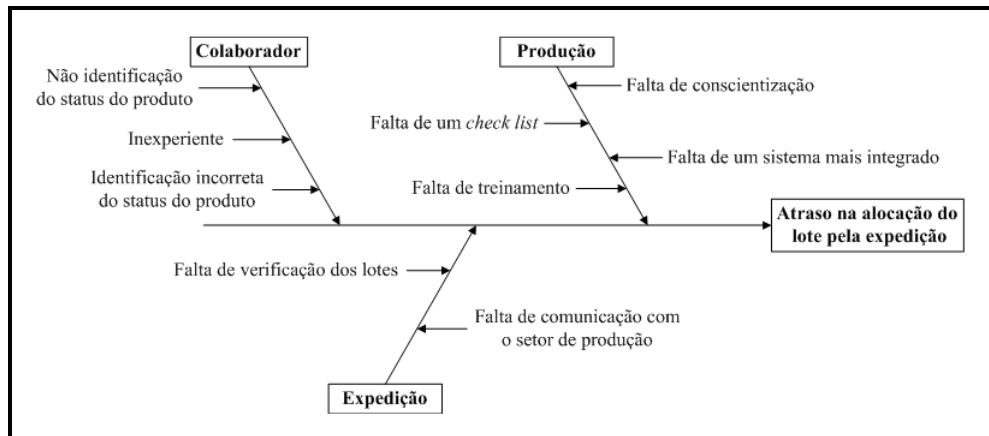 Colaborador
Não identificação
do status do produto
Inexperiente
Identificação incorreta
do status do produto
Produção
Falta de conscientização
Falta de um check list
Falta de um sistema mais integrado
Falta de treinamento
Atraso na alocação do
lote pela expedição
Falta de verificação dos lotes
Falta de comunicação com
o setor de produção
Expedição